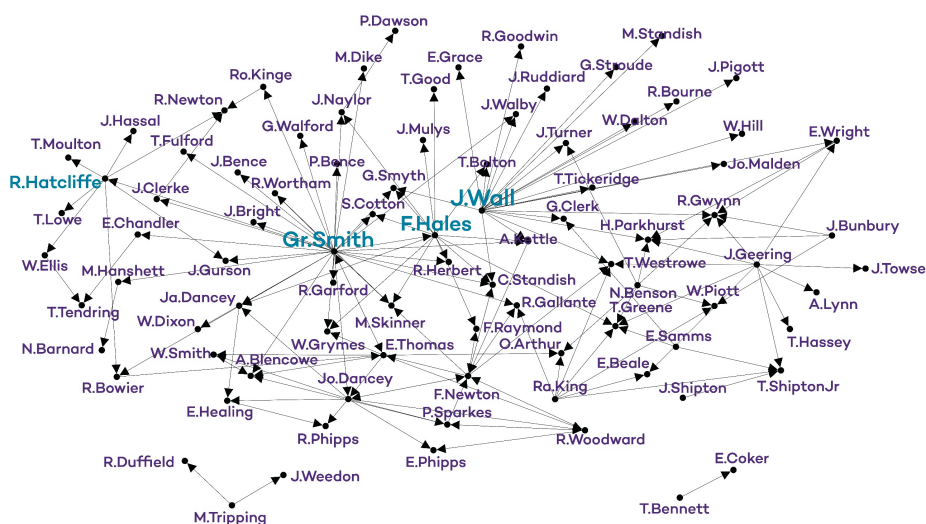 P.Dawson
R.Goodwin
M.Standish
M.Dike
E.Grace
G.Stroude
J.Pigott
Ro.Kinge
T.Good
J.Ruddiard
R.Bourne
R.Newton
J.Naylor
J.Walby
W.Dalton
J.Hassal
G.Walford
J.Mulys
J.Turner
W.Hill
E.Wright
T.Moulton
T.Fulford
J.Bence
P.Bence
T.Bolton
Jo.Malden
R.Hatcliffe
J.Clerke
R.Wortham
G.Smyth
J.Wall
T.Tickeridge
T.Lowe
E.Chandler
J.Bright
S.Cotton
F.Hales
G.Clerk
R.Gwynn
Gr.Smith
A.Kettle
H.Parkhurst
J.Bunbury
W.Ellis
M.Hanshett
J.Gurson
R.Herbert
T.Westrowe
J.Geering
J.Towse
R.Garford
C.Standish
N.Benson
W.Piott
A.Lynn
T.Tendring
Ja.Dancey
R.Gallante
T.Greene
W.Dixon
M.Skinner
F.Raymond
E.Samms
T.Hassey
N.Barnard
W.Smith
A.Blencowe
W.Grymes
E.Thomas
O.Arthur
E.Beale
R.Bowier
Jo.Dancey
F.Newton
Ra.King
J.Shipton
T.ShiptonJr
E.Healing
R.Phipps
P.Sparkes
R.Woodward
E.Phipps
R.Duffield
J.Weedon
E.Coker
M.Tripping
T.Bennett